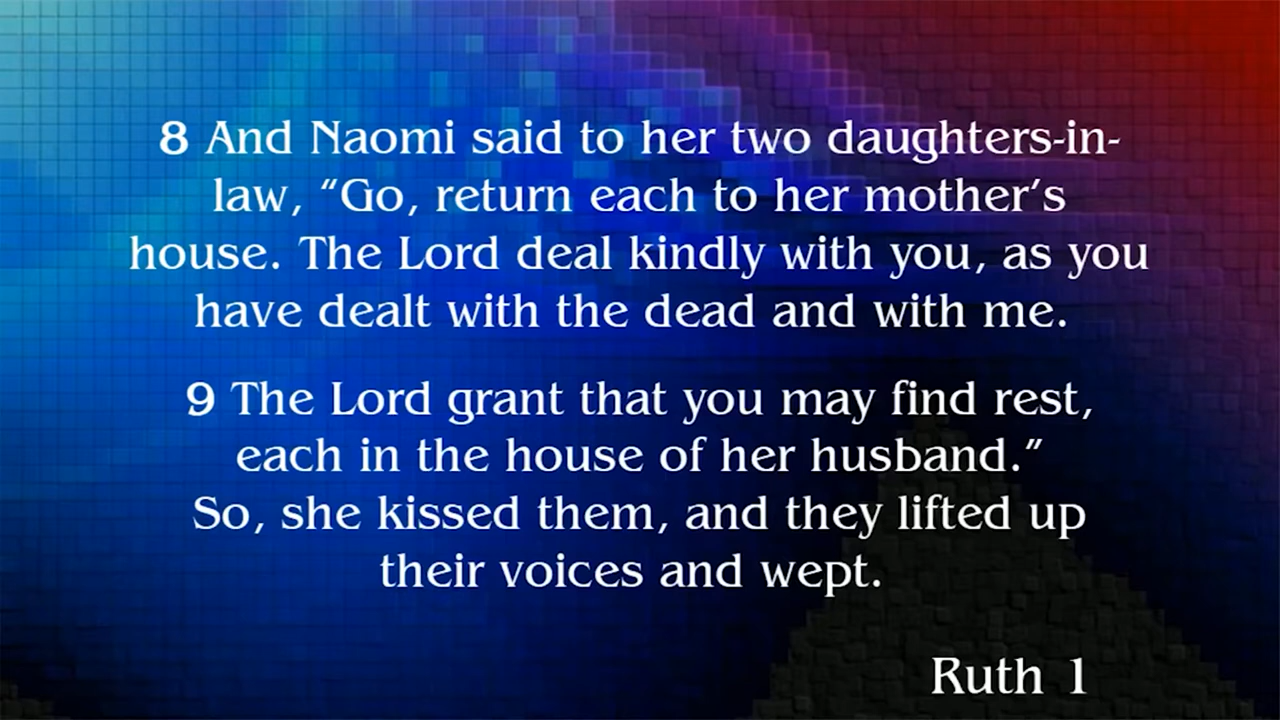 8 And Naomi said to her two daughters-in-
law, “Go, return each to her mother’s
house. The Lord deal kindly with you, as you
have dealt with the dead and with me.
9 The Lord grant that you may find rest,
each in the house of her husband.”
So, she kissed them, and they lifted up
their voices and wept.
Ruth 1